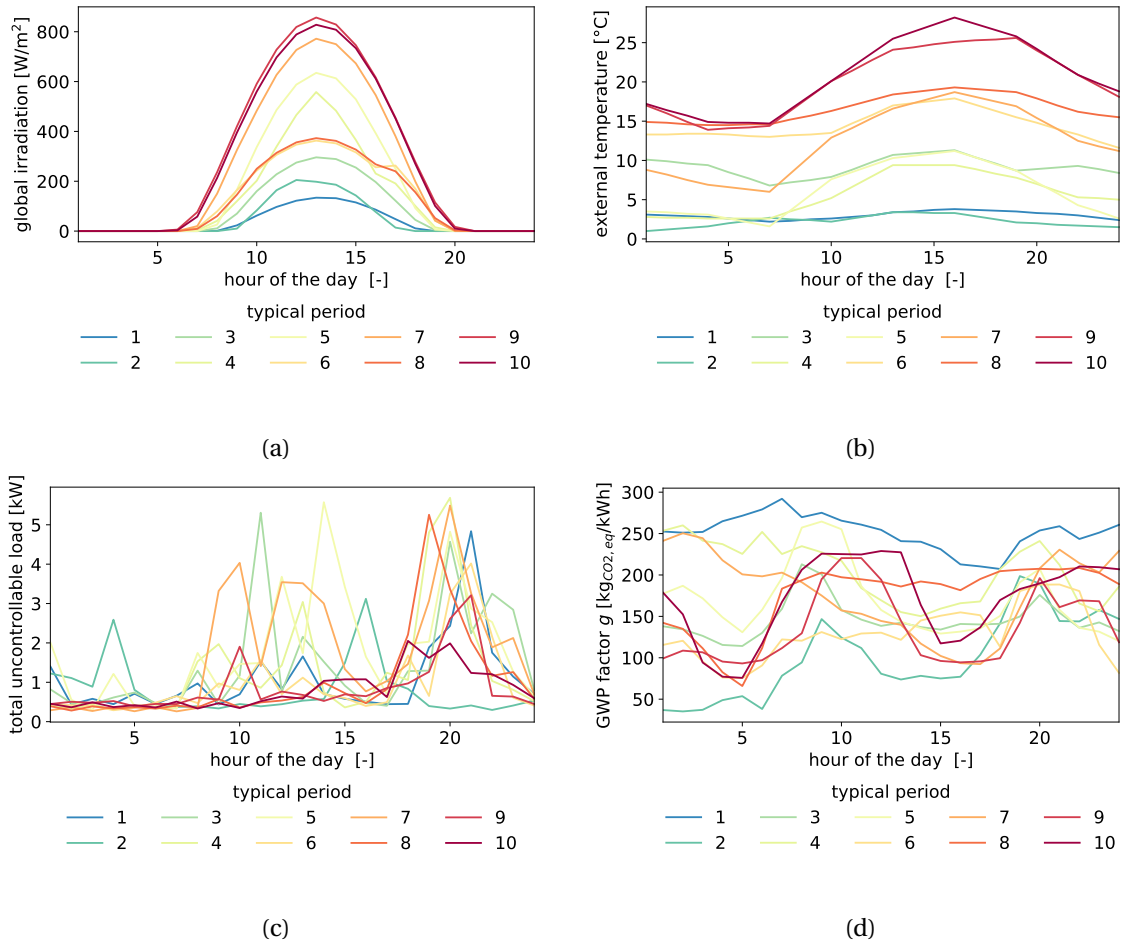 global irradiation [W/m²]
800
600
400
200
0
5 10 15 20
hour of the day [-]
typical period
1 3 5 7 9
2 4 6 8 10
(a)
external temperature [°C]
25
20
15
10
5
0
5 10 15 20
hour of the day [-]
typical period
1 3 5 7 9
2 4 6 8 10
(b)
total uncontrollable load [kW]
5
4
3
2
1
0
5 10 15 20
hour of the day [-]
typical period
1 3 5 7 9
2 4 6 8 10
(c)
GWP factor g [kgCO2,eq/kWh]
300
250
200
150
100
50
5 10 15 20
hour of the day [-]
typical period
1 3 5 7 9
2 4 6 8 10
(d)